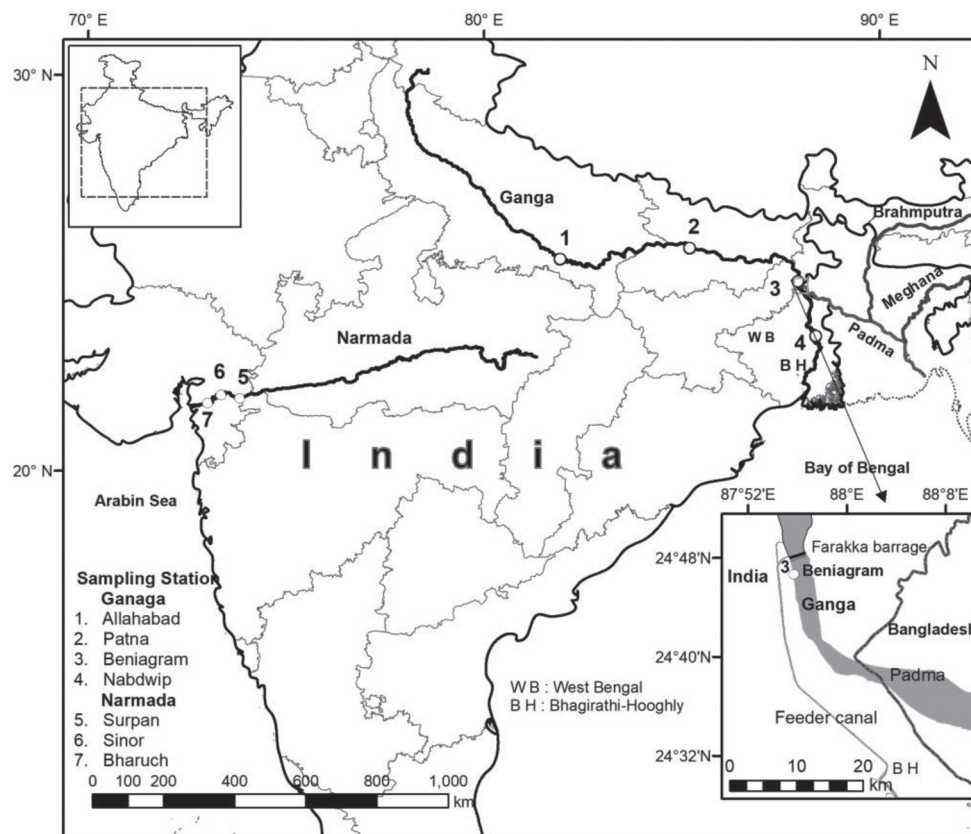 70° E
80° E
90° E
30° N
N
Ganga
1
2
Brahmputra
3
Meghana
Narmada
4
W B
Padma
B H
6
5
7
I n d i a
20° N
Bay of Bengal
Arabin Sea
87°52'E
88°E
88°8'E
Farakka barrage
24°48'N
India
3
Beniagram
Ganga
Bangladesh
24°40'N
Padma
Feeder canal
24°32'N
B H
0 10 20
km
Sampling Station
Ganaga
1. Allahabad
2. Patna
3. Beniagram
4. Nabdwip
Narmada
5. Surpan
6. Sinor
7. Bharuch
W B : West Bengal
B H : Bhagirathi-Hooghly
0 200 400 600 800 1,000
km